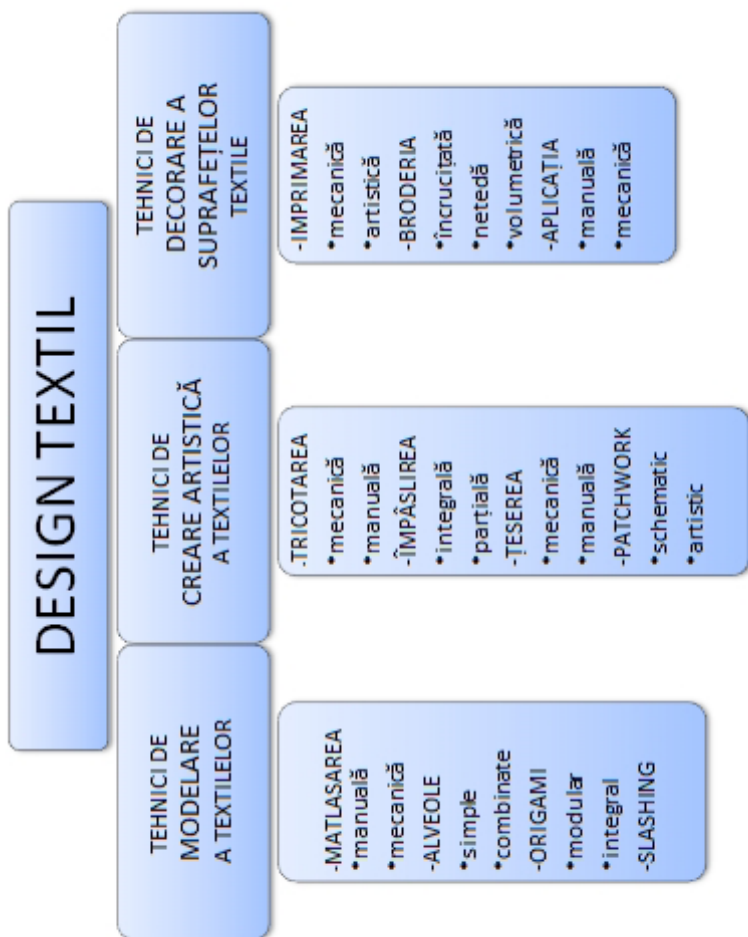 DESIGN TEXTIL
TEHNICI DE
MODELARE
A TEXTILELOR
-MATLASAREA
•manuală
•mecanică
-ALVEOLE
•simple
•combinate
-ORIGAMI
•modular
•integral
-SLASHING
TEHNICI DE
CREARE ARTISTICĂ
A TEXTILELOR
-TRICOTAREA
•mecanică
•manuală
-ÎMPÂSLIREA
•integrală
•parțială
-ȚESEREA
•mecanică
•manuală
-PATCHWORK
•schematic
•artistic
TEHNICI DE
DECORARE A
SUPRAFEȚELOR
TEXTILE
-IMPRIMAREA
•mecanică
•artistică
-BRODERIA
•încrucițată
•netedă
•volumetrică
-APLICAȚIA
•manuală
•mecanică